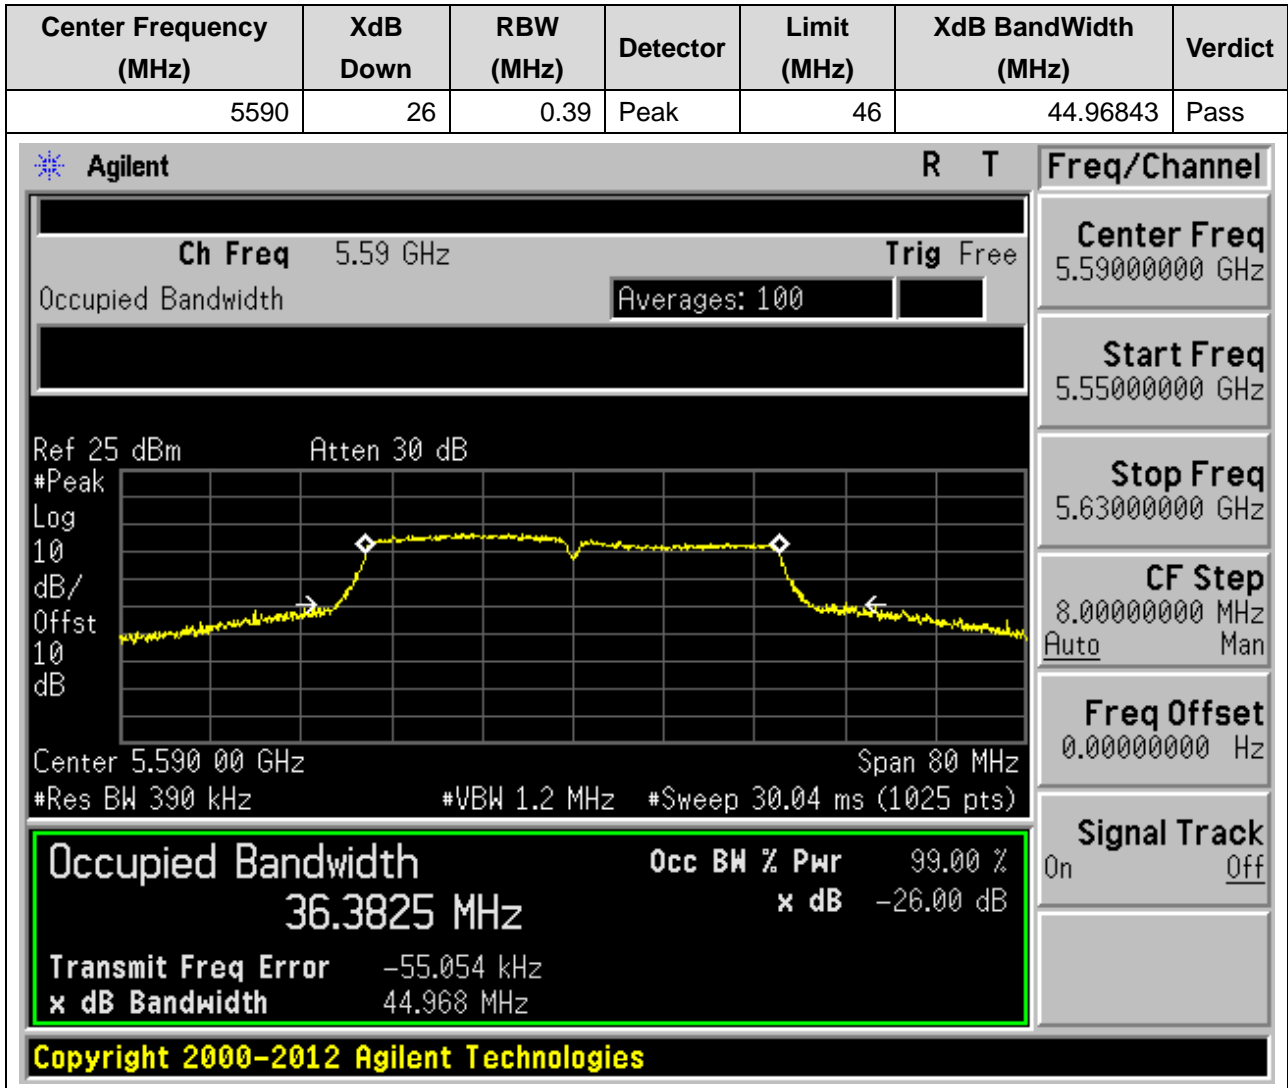 Center Frequency (MHz) XdB Down RBW (MHz) Detector Limit (MHz) XdB BandWidth (MHz) Verdict
5590 26 0.39 Peak 46 44.96843 Pass
Agilent R T
Ch Freq 5.59 GHz Trig Free
Occupied Bandwidth Averages: 100
Ref 25 dBm Atten 30 dB
#Peak
Log
10
dB/
Offst
10
dB
Center 5.590 00 GHz Span 80 MHz
#Res BW 390 kHz #VBW 1.2 MHz #Sweep 30.04 ms (1025 pts)
Occupied Bandwidth Occ BW % Pwr 99.00 %
36.3825 MHz x dB -26.00 dB
Transmit Freq Error -55.054 kHz
x dB Bandwidth 44.968 MHz
Copyright 2000-2012 Agilent Technologies
Freq/Channel
Center Freq
5.59000000 GHz
Start Freq
5.55000000 GHz
Stop Freq
5.63000000 GHz
CF Step
8.00000000 MHz
Auto Man
Freq Offset
0.00000000 Hz
Signal Track
On Off